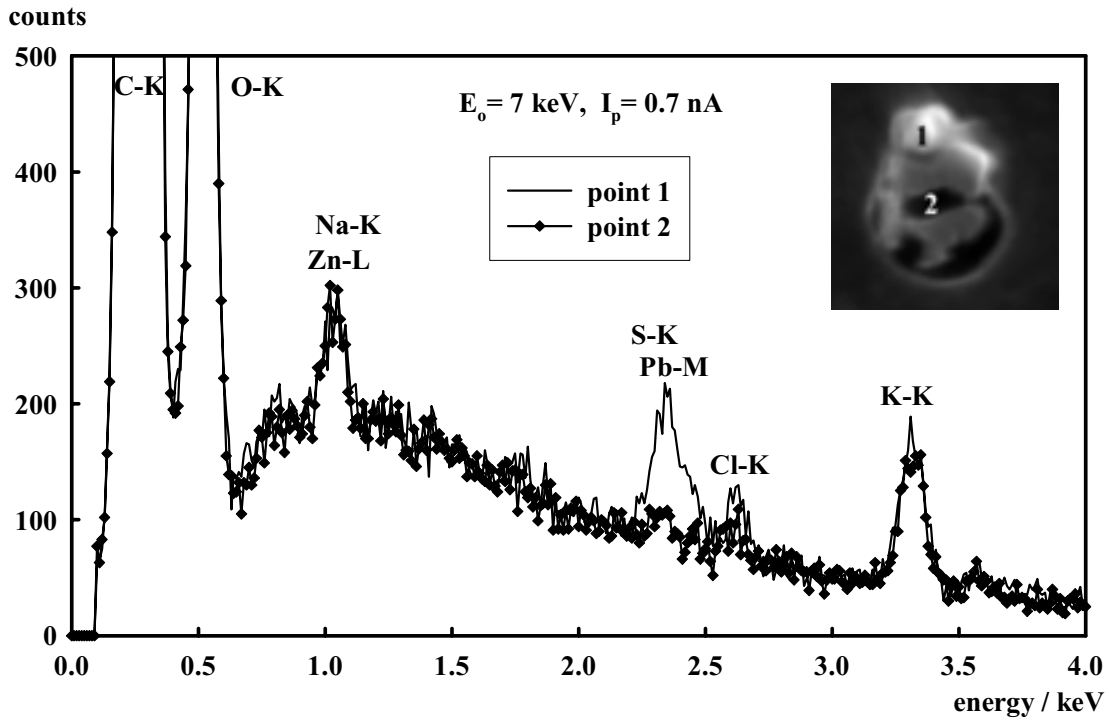 counts
500
C-K
O-K
E₀= 7 keV, Iₚ= 0.7 nA
1
400
point 1
2
point 2
Na-K
Zn-L
300
S-K
Pb-M
K-K
200
Cl-K
100
0
0.0 0.5 1.0 1.5 2.0 2.5 3.0 3.5 4.0
energy / keV